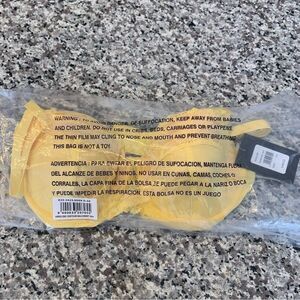 WARNING: TO AVOID DANGER OF SUFFOCATION, KEEP AWAY FROM BABIES
AND CHILDREN. DO NOT USE IN CRIBS, BEDS, CARRIAGES OR PLAYPENS.
THE THIN FILM MAY CLING TO NOSE AND MOUTH AND PREVENT BREATHING.
THIS BAG IS NOT A TOY.
ADVERTENCIA: PARA EVITAR EL PELIGRO DE SUFOCACION, MANTENGA FUERA
DEL ALCANZE DE BEBES Y NINOS. NO USAR EN CUNAS, CAMAS, COCHES, O
CORRALES, LA CAPA FINA DE LA BOLSA SE PUEDE PEGAR A LA NARIZ O BOCA
Y PUEDE IMPEDIR LA RESPIRACIÓN. ESTA BOLSA NO ES UN JUEGO